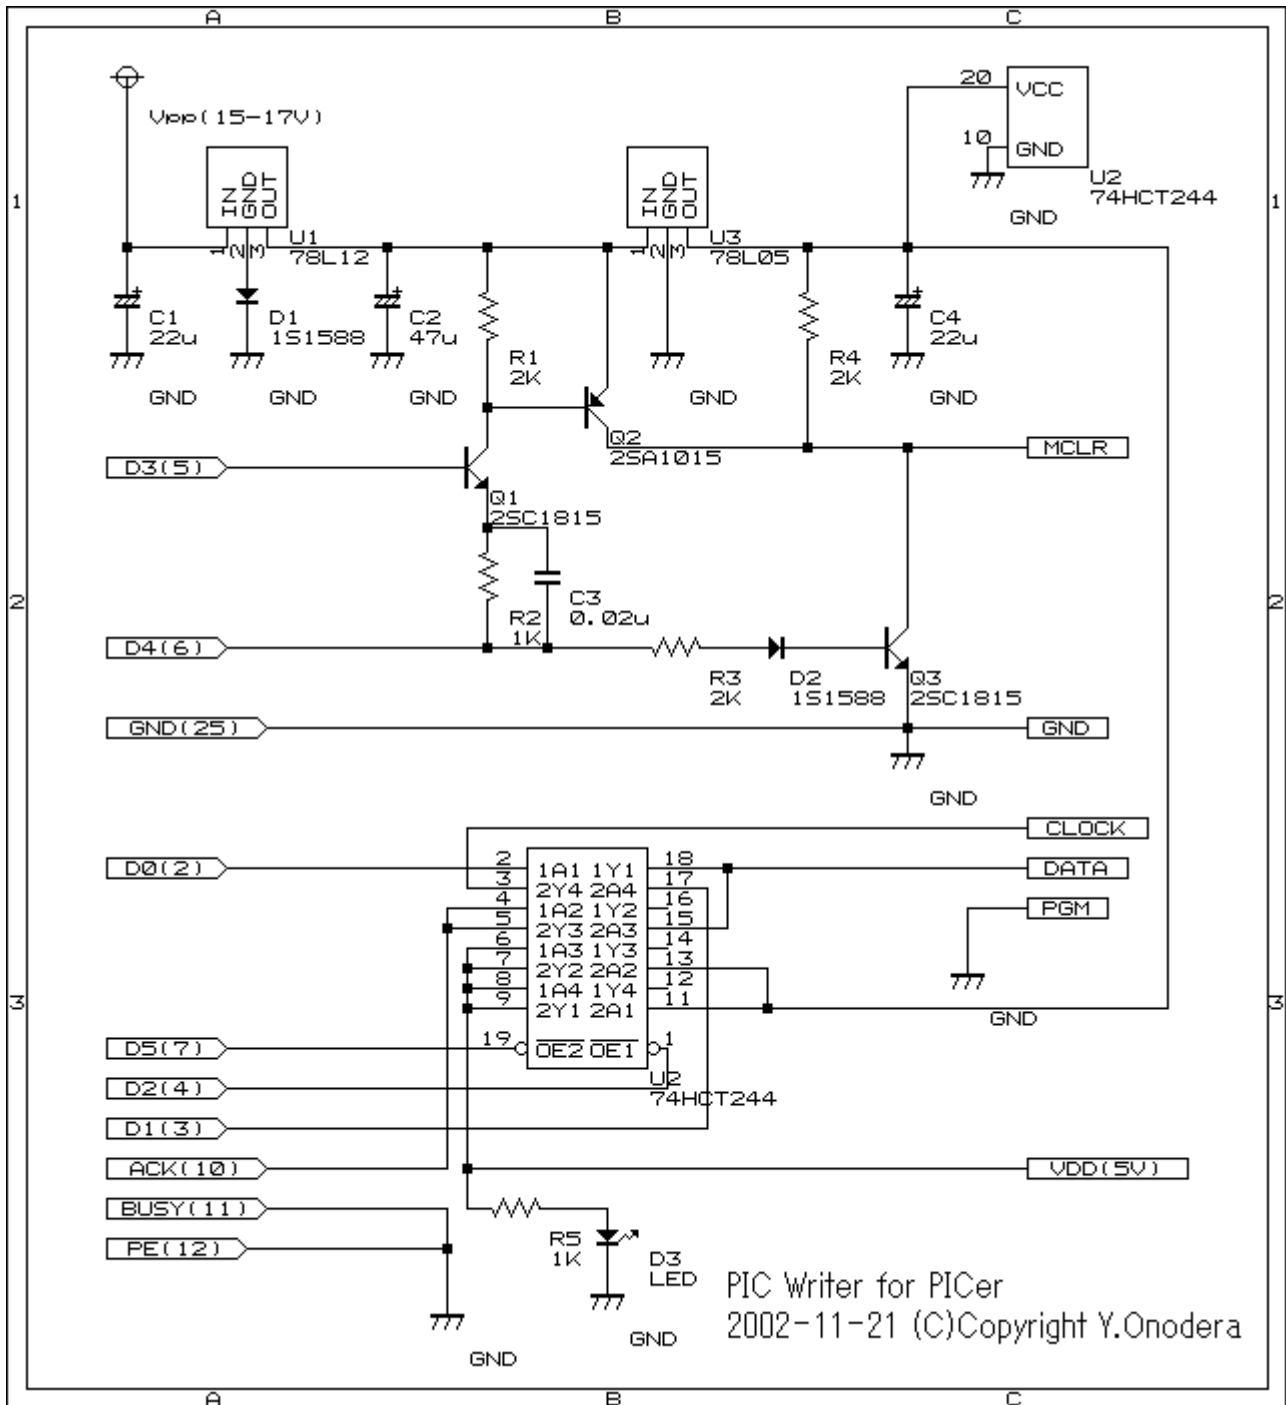 A B C
20 VCC
Vpp(15-17V)
10 GND
IN GND OUT
IN GND OUT
U2
74HCT244
1 1
GND
1 2 3
U1
78L12
1 2 3
U3
78L05
C1
22u
D1
1S1588
C2
47u
R1
2K
R4
2K
C4
22u
GND GND GND GND GND
Q2
2SA1015
MCLR
D3(5)
Q1
2SC1815
2 2
C3
0.02u
R2
1K
D4(6)
R3
2K
D2
1S1588
Q3
2SC1815
GND(25) GND
GND
CLOCK
D0(2) 2 1A1 1Y1 18 DATA
3 2Y4 2A4 17
4 1A2 1Y2 16 PGM
5 2Y3 2A3 15
6 1A3 1Y3 14
7 2Y2 2A2 13
8 1A4 1Y4 12
9 2Y1 2A1 11
3 3
GND
D5(7) 19 OE2 OE1 1
D2(4)
U2
74HCT244
D1(3)
ACK(10) VDD(5V)
BUSY(11)
PE(12)
R5
1K
D3
LED
GND
GND
PIC Writer for PICer
2002-11-21 (C)Copyright Y.Onodera
A B C